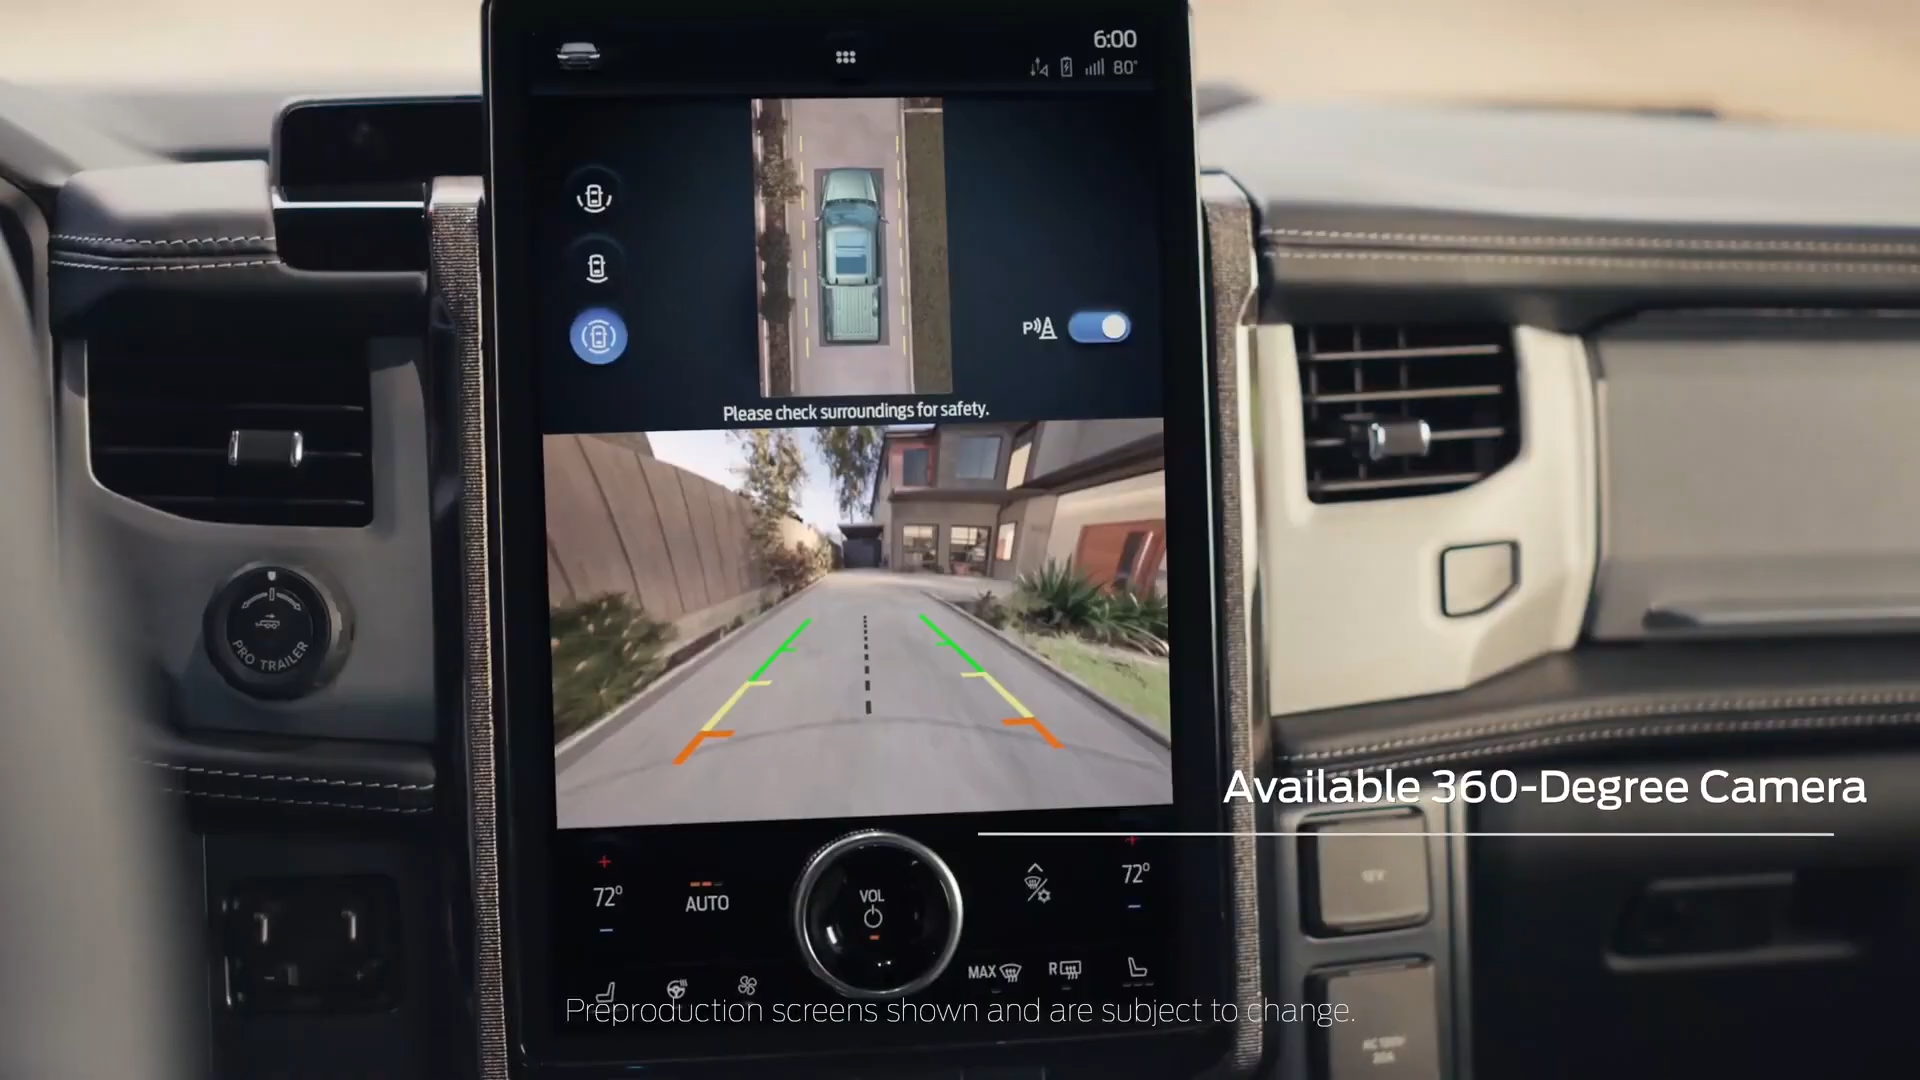 6:00
80°
P
Please check surroundings for safety.
PRO TRAILER
Available 360-Degree Camera
72°
AUTO
VOL
72°
12V
MAX
R
Preproduction screens shown and are subject to change.